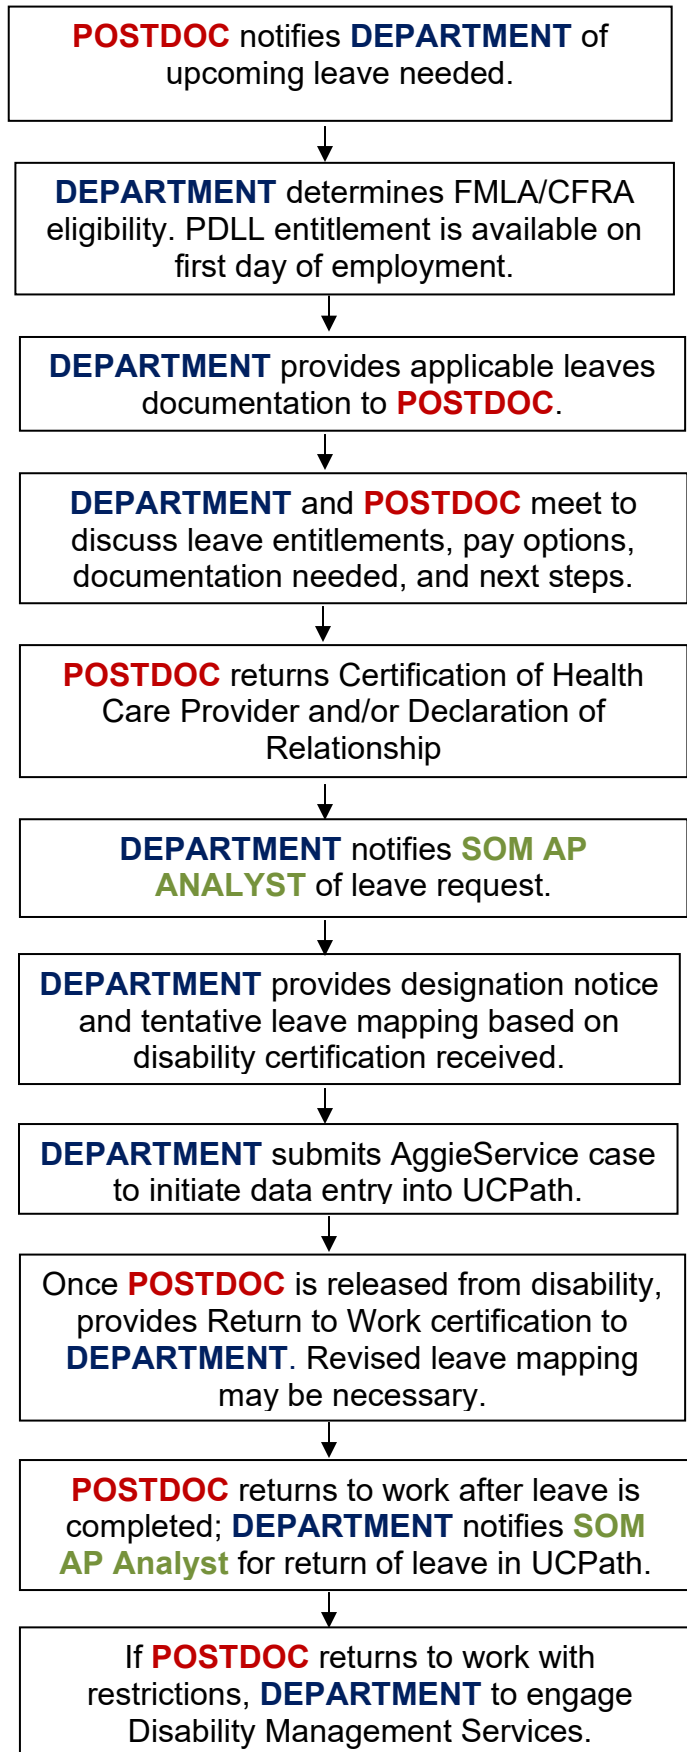 POSTDOC notifies DEPARTMENT of
upcoming leave needed.
DEPARTMENT determines FMLA/CFRA
eligibility. PDLL entitlement is available on
first day of employment.
DEPARTMENT provides applicable leaves
documentation to POSTDOC.
DEPARTMENT and POSTDOC meet to
discuss leave entitlements, pay options,
documentation needed, and next steps.
POSTDOC returns Certification of Health
Care Provider and/or Declaration of
Relationship
DEPARTMENT notifies SOM AP
ANALYST of leave request.
DEPARTMENT provides designation notice
and tentative leave mapping based on
disability certification received.
DEPARTMENT submits AggieService case
to initiate data entry into UCPath.
Once POSTDOC is released from disability,
provides Return to Work certification to
DEPARTMENT. Revised leave mapping
may be necessary.
POSTDOC returns to work after leave is
completed; DEPARTMENT notifies SOM
AP Analyst for return of leave in UCPath.
If POSTDOC returns to work with
restrictions, DEPARTMENT to engage
Disability Management Services.